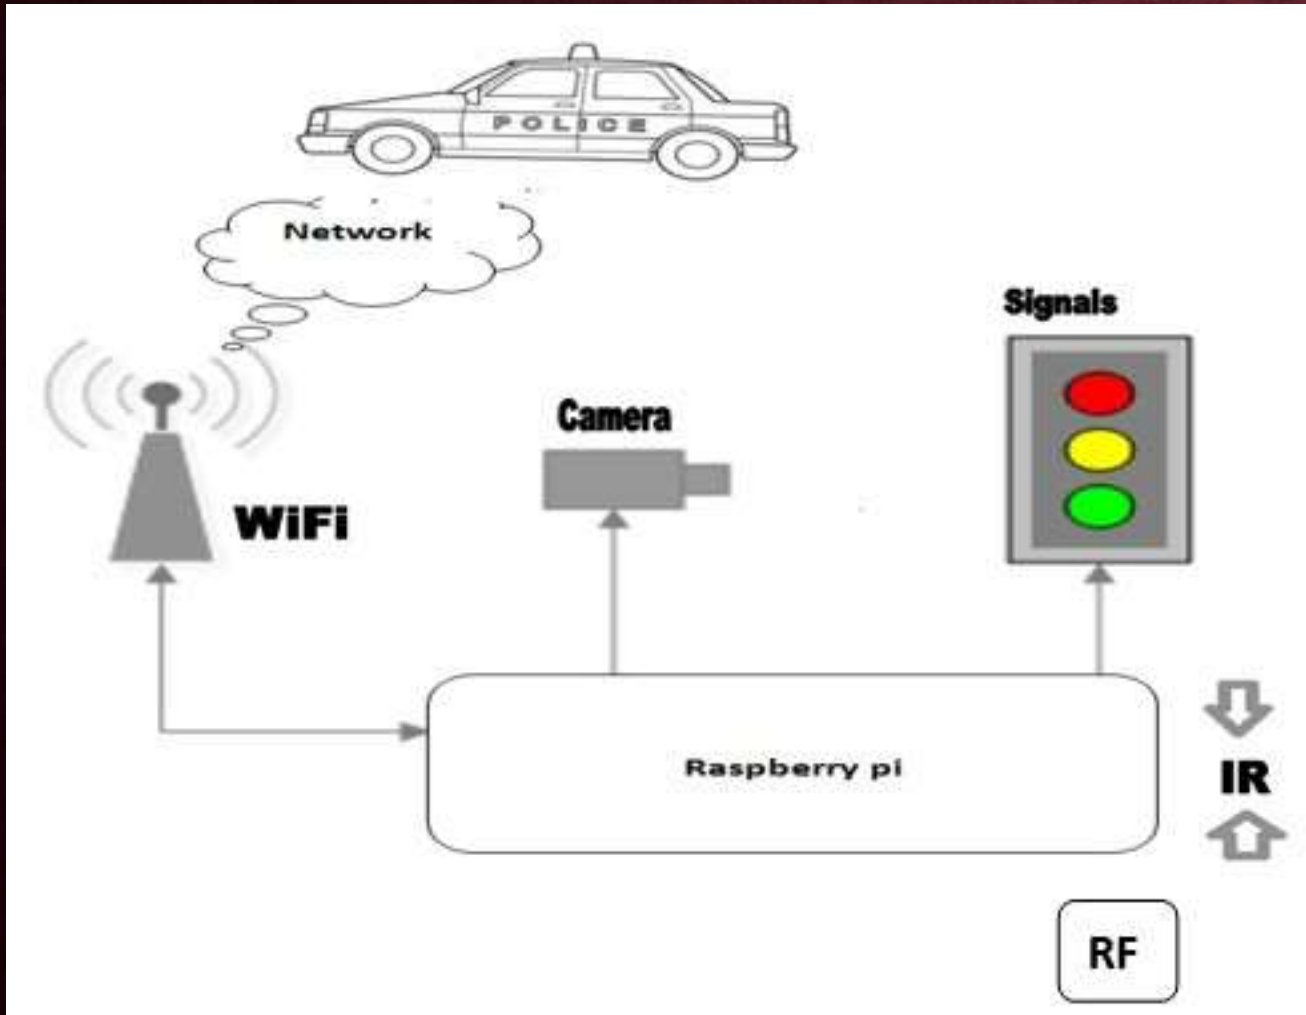 POLICE
Network
Signals
Camera
WiFi
Raspberry pi
IR
RF